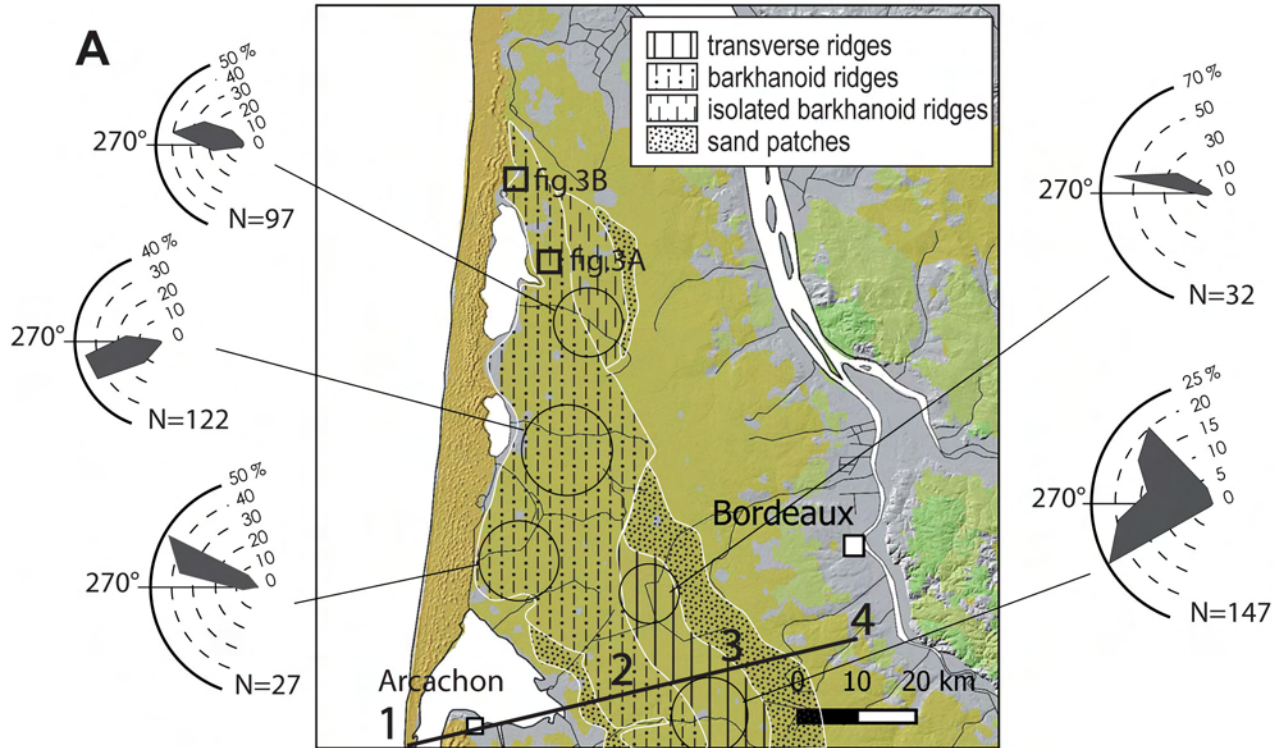 A
50 %
40
30
20
10
0
270°
N=97
40%
30
20
10
0
270°
N=122
50 %
40
30
20
10
0
270°
N=27
transverse ridges
barkhanoid ridges
isolated barkhanoid ridges
sand patches
fig.3B
fig.3A
Bordeaux
Arcachon
1
2
3
4
0 10 20 km
70 %
50
30
10
0
270°
N=32
25 %
20
15
10
5
0
270°
N=147